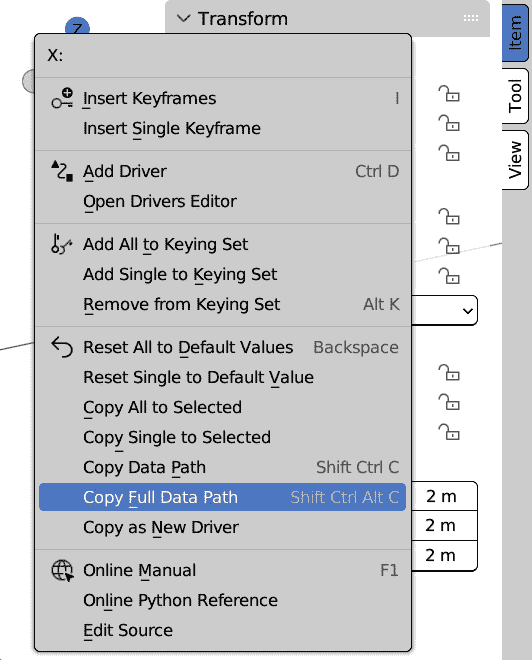 Transform
Z
X:
Insert Keyframes I
Insert Single Keyframe
Add Driver Ctrl D
Open Drivers Editor
Add All to Keying Set
Add Single to Keying Set
Remove from Keying Set Alt K
Reset All to Default Values Backspace
Reset Single to Default Value
Copy All to Selected
Copy Single to Selected
Copy Data Path Shift Ctrl C
Copy Full Data Path Shift Ctrl Alt C
Copy as New Driver
Online Manual F1
Online Python Reference
Edit Source
2 m
2 m
2 m
Item
Tool
View